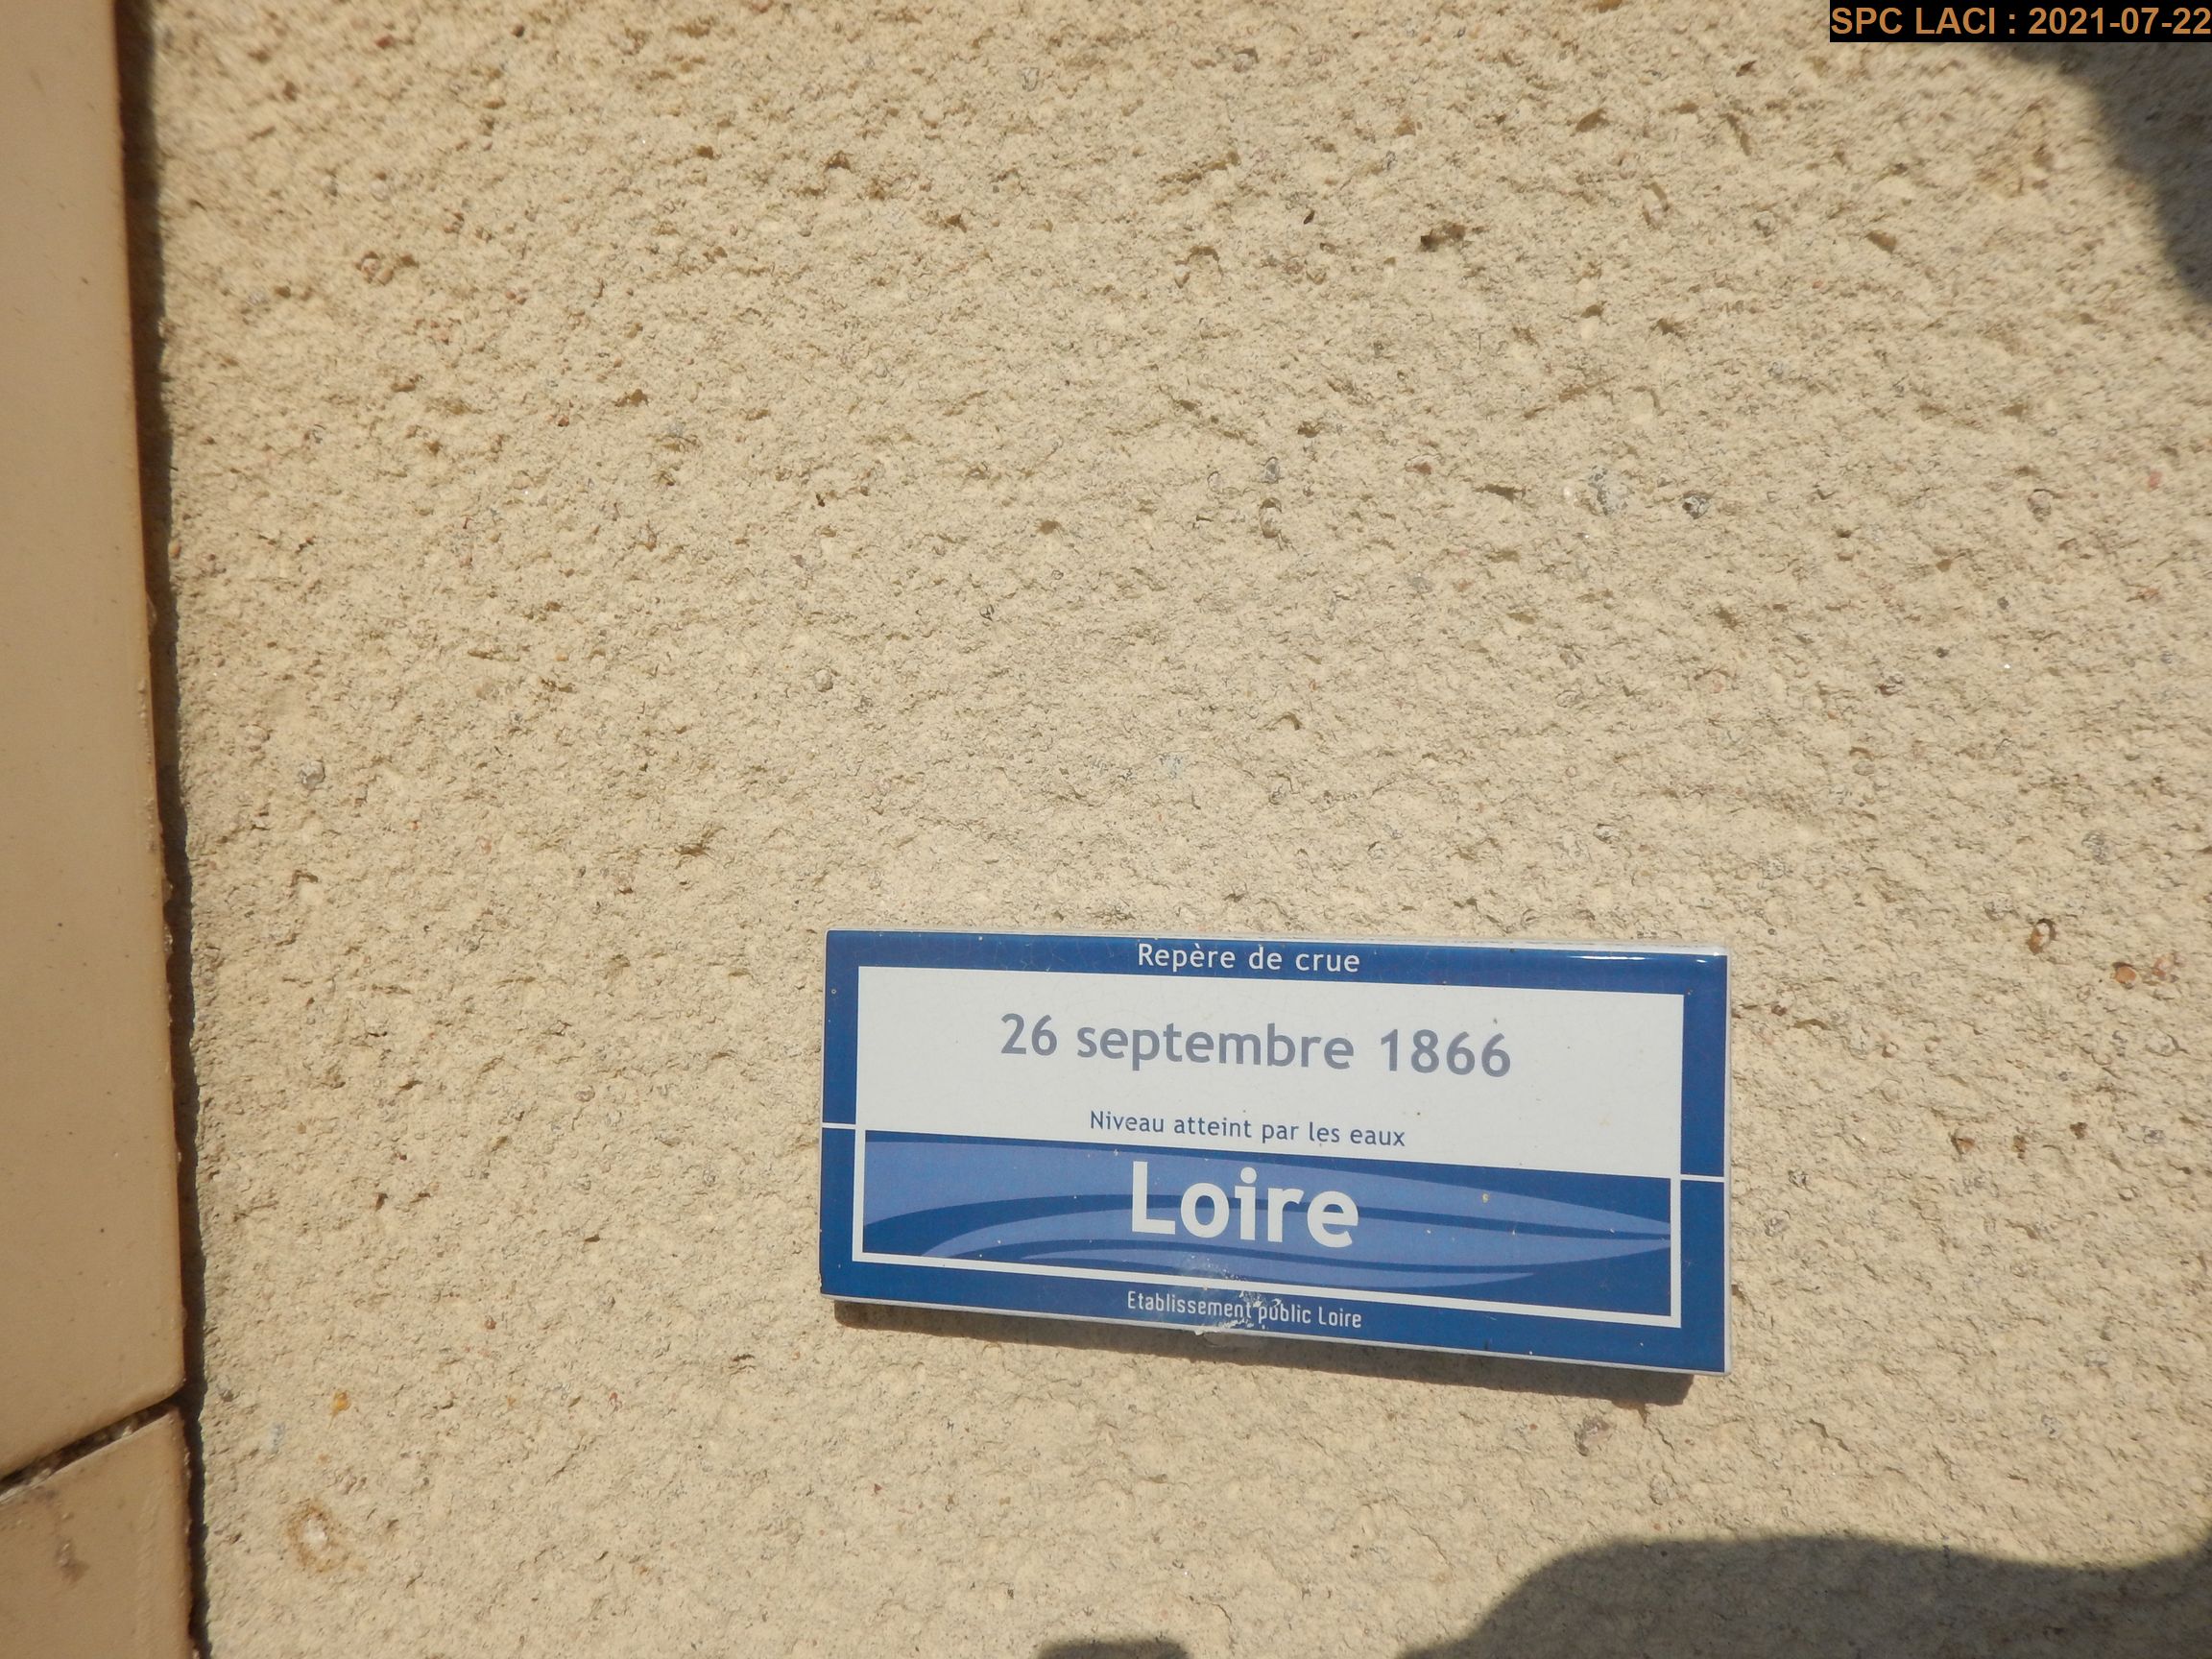 SPC LACI : 2021-07-22
Repère de crue
26 septembre 1866
Niveau atteint par les eaux
Loire
Etablissement public Loire